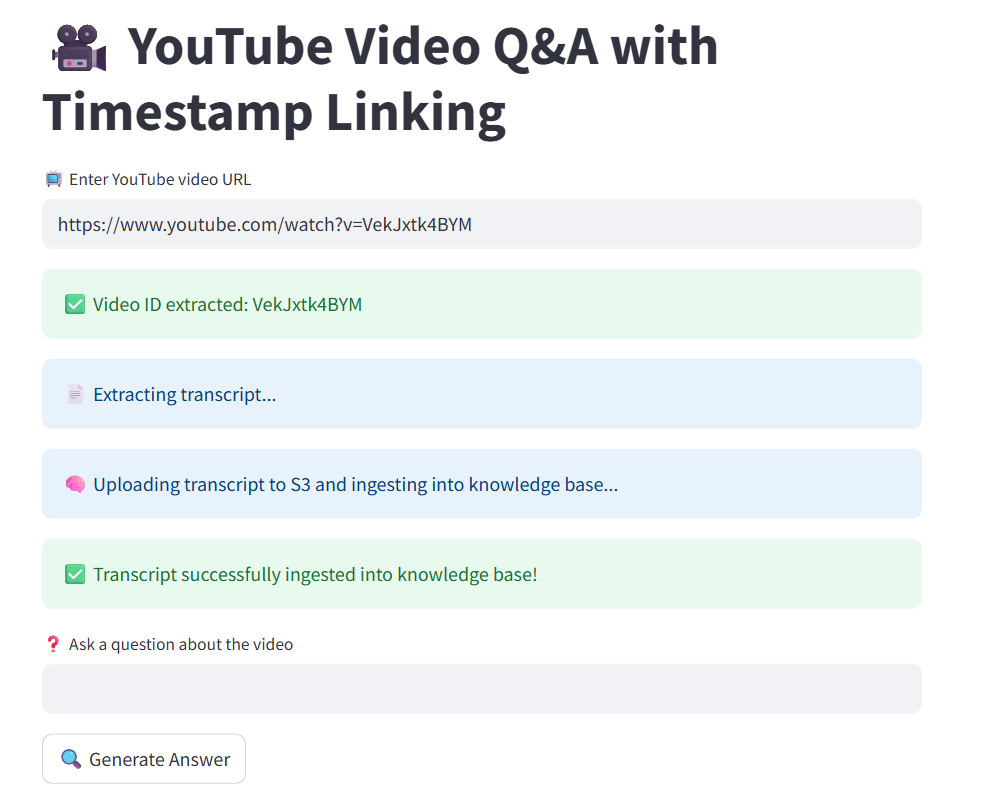 YouTube Video Q&A with
Timestamp Linking
Enter YouTube video URL
https://www.youtube.com/watch?v=VekJxtk4BYM
Video ID extracted: VekJxtk4BYM
Extracting transcript...
Uploading transcript to S3 and ingesting into knowledge base...
Transcript successfully ingested into knowledge base!
Ask a question about the video
Generate Answer